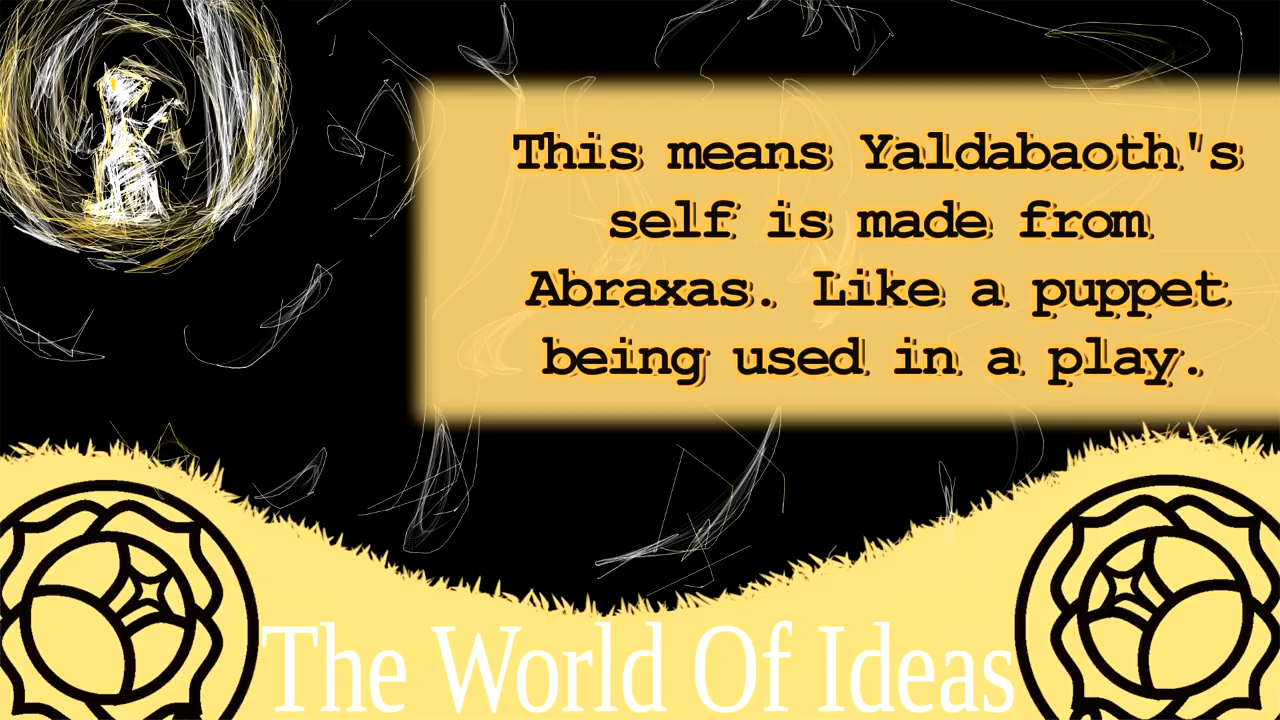 This means Yaldabaoth's
self is made from
Abraxas. Like a puppet
being used in a play.
The World Of Ideas